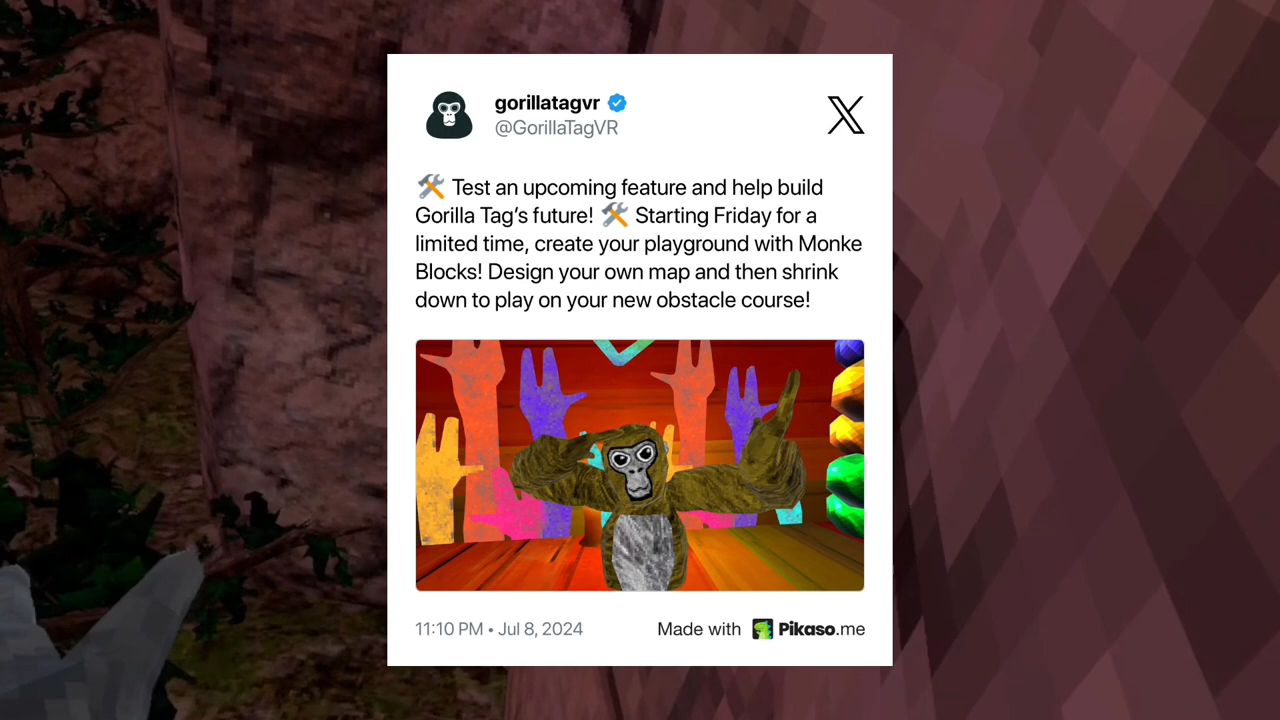 gorillatagvr
@GorillaTagVR
🛠️ Test an upcoming feature and help build
Gorilla Tag’s future! 🛠️ Starting Friday for a
limited time, create your playground with Monke
Blocks! Design your own map and then shrink
down to play on your new obstacle course!
11:10 PM • Jul 8, 2024
Made with Pikaso.me